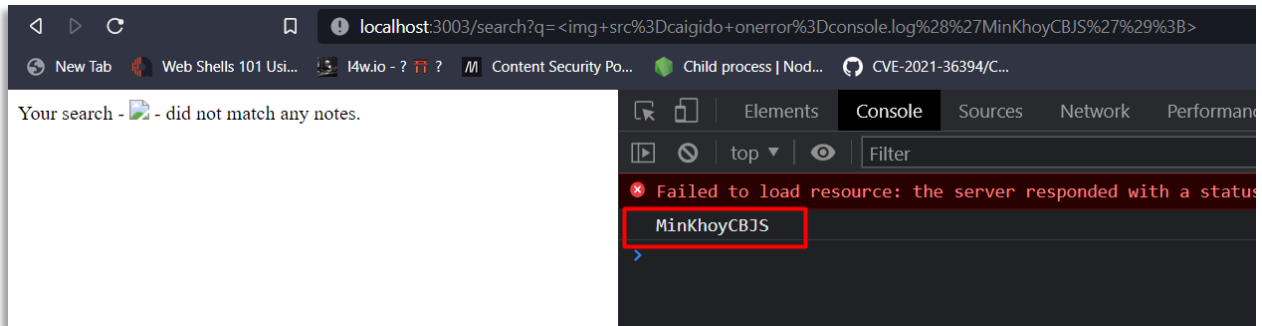 localhost:3003/search?q=<img+src%3Dcaigido+onerror%3Dconsole.log%28%27MinKhoyCBJS%27%29%3B>
New Tab Web Shells 101 Usi... l4w.io - ? ⛩ ? Content Security Po... Child process | Nod... CVE-2021-36394/C...
Your search - - did not match any notes.
Elements Console Sources Network Performan
top ▼ Filter
Failed to load resource: the server responded with a status
MinKhoyCBJS